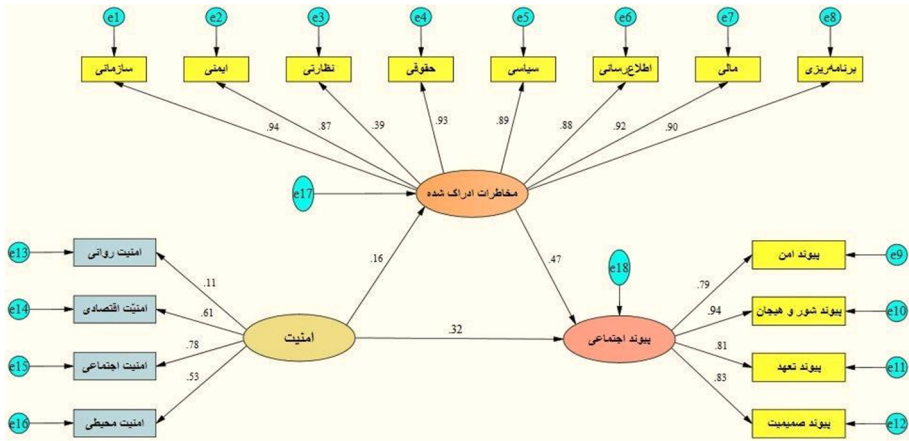 e1 e2 e3 e4 e5 e6 e7 e8
سازمانی ایمنی نظارتی حقوقی سیاسی اطلاع‌رسانی مالی برنامه‌ریزی
.94 .87 .39 .93 .89 .88 .92 .90
e17 مخاطرات ادراک شده
e13 امنیت روانی
e14 امنیّت اقتصادی
e15 امنیت اجتماعی
e16 امنیت محیطی
.11
.61
.78
.53
امنیت
.16
.47
.32
e18
پیوند اجتماعی
.79
.94
.81
.83
پیوند امن e9
پیوند شور و هیجان e10
پیوند تعهد e11
پیوند صمیمیت e12